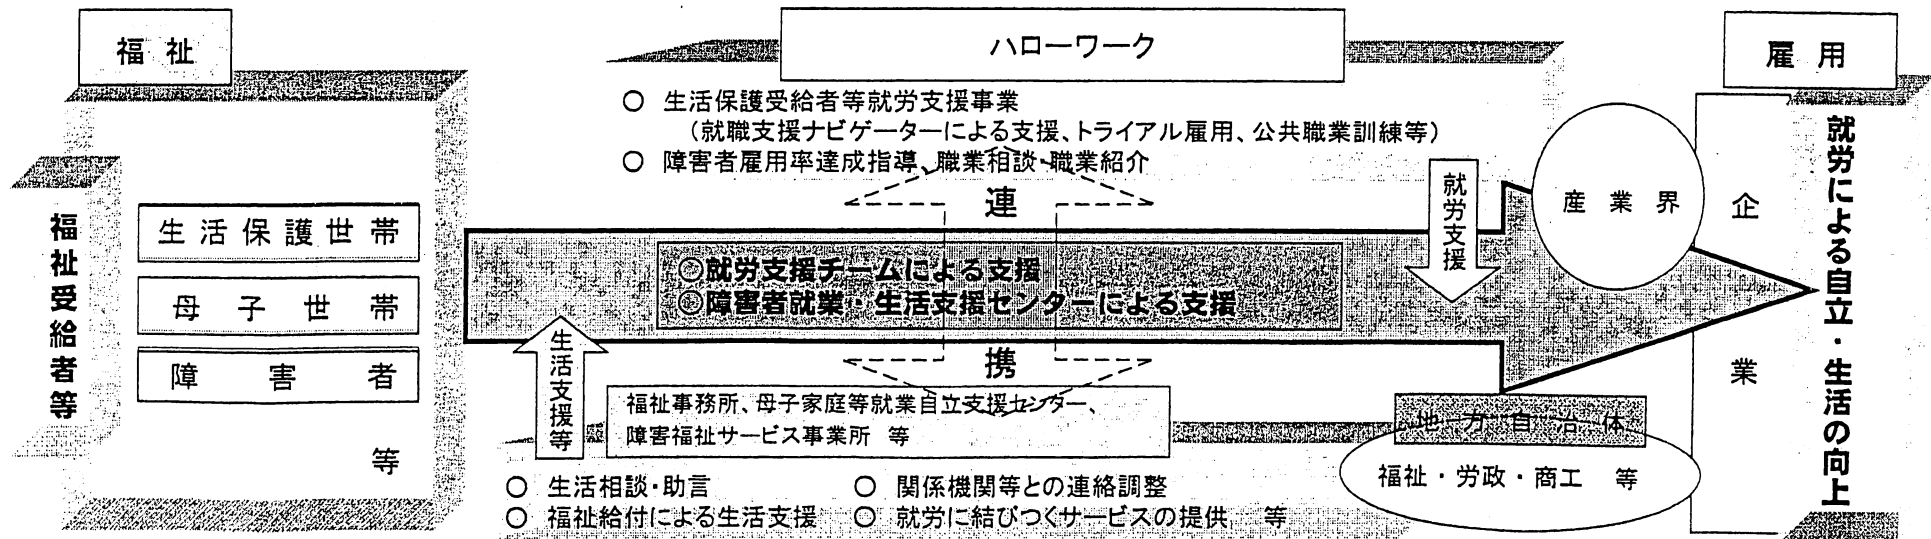 福祉
ハローワーク
雇用
○ 生活保護受給者等就労支援事業
（就職支援ナビゲーターによる支援、トライアル雇用、公共職業訓練等）
○ 障害者雇用率達成指導、職業相談・職業紹介
福祉受給者等
生活保護世帯
母子世帯
障害者
等
連
◎就労支援チームによる支援
◎障害者就業・生活支援センターによる支援
携
就労支援
産業界
企業
就労による自立・生活の向上
生活支援等
福祉事務所、母子家庭等就業自立支援センター、
障害福祉サービス事業所 等
地方自治体
福祉・労政・商工 等
○ 生活相談・助言
○ 福祉給付による生活支援
○ 関係機関等との連絡調整
○ 就労に結びつくサービスの提供 等